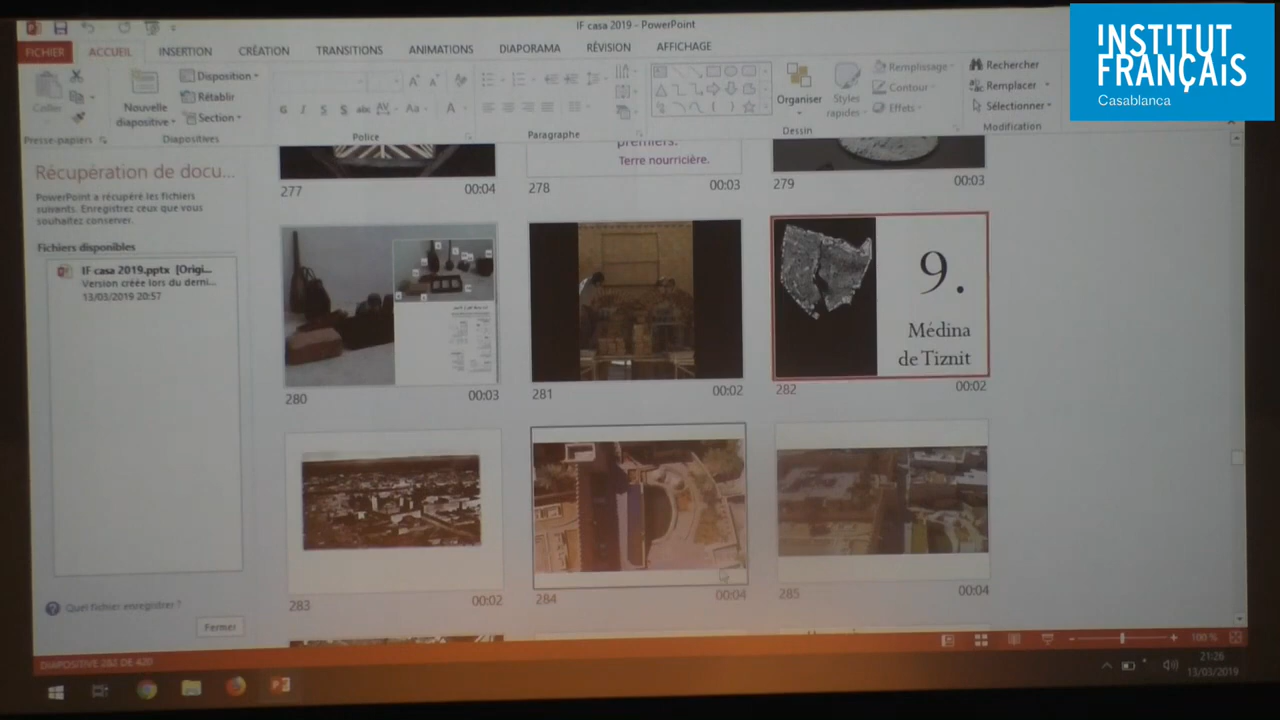 IF casa 2019 - PowerPoint
FICHIER ACCUEIL INSERTION CRÉATION TRANSITIONS ANIMATIONS DIAPORAMA RÉVISION AFFICHAGE
INSTITUT
FRANÇAIS
Casablanca
Coller
Nouvelle
diapositive
Disposition
Rétablir
Section
G I S S abc AV Aa A
Organiser
Styles
rapides
Remplissage
Contour
Effets
Rechercher
Remplacer
Sélectionner
Presse-papiers Diapositives Police Paragraphe Dessin Modification
Récupération de docu...
PowerPoint a récupéré les fichiers
suivants. Enregistrez ceux que vous
souhaitez conserver.
Fichiers disponibles
IF casa 2019.pptx [Origi...
Version créée lors du derni...
13/03/2019 20:57
Quel fichier enregistrer ?
Fermer
premiers.
Terre nourricière.
277 00:04
278 00:03
279 00:03
9.
Médina
de Tiznit
280 00:03
281 00:02
282 00:02
283 00:02
284 00:04
285 00:04
DIAPOSITIVE 282 DE 420
100 %
21:26
13/03/2019